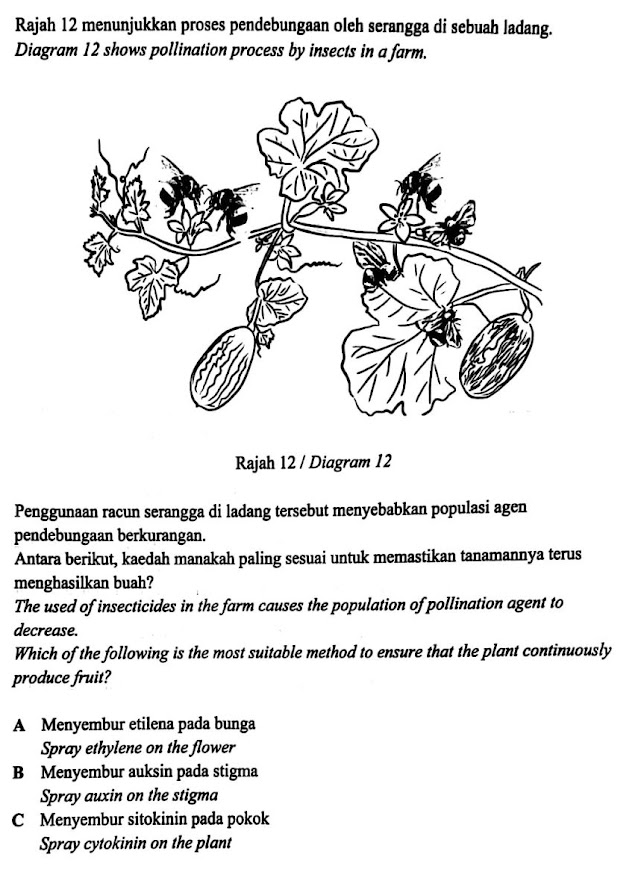 Rajah 12 menunjukkan proses pendebungaan oleh serangga di sebuah ladang.
Diagram 12 shows pollination process by insects in a farm.
Rajah 12 / Diagram 12
Penggunaan racun serangga di ladang tersebut menyebabkan populasi agen
pendebungaan berkurangan.
Antara berikut, kaedah manakah paling sesuai untuk memastikan tanamannya terus
menghasilkan buah?
The used of insecticides in the farm causes the population of pollination agent to
decrease.
Which of the following is the most suitable method to ensure that the plant continuously
produce fruit?
A Menyembur etilena pada bunga
Spray ethylene on the flower
B Menyembur auksin pada stigma
Spray auxin on the stigma
C Menyembur sitokinin pada pokok
Spray cytokinin on the plant